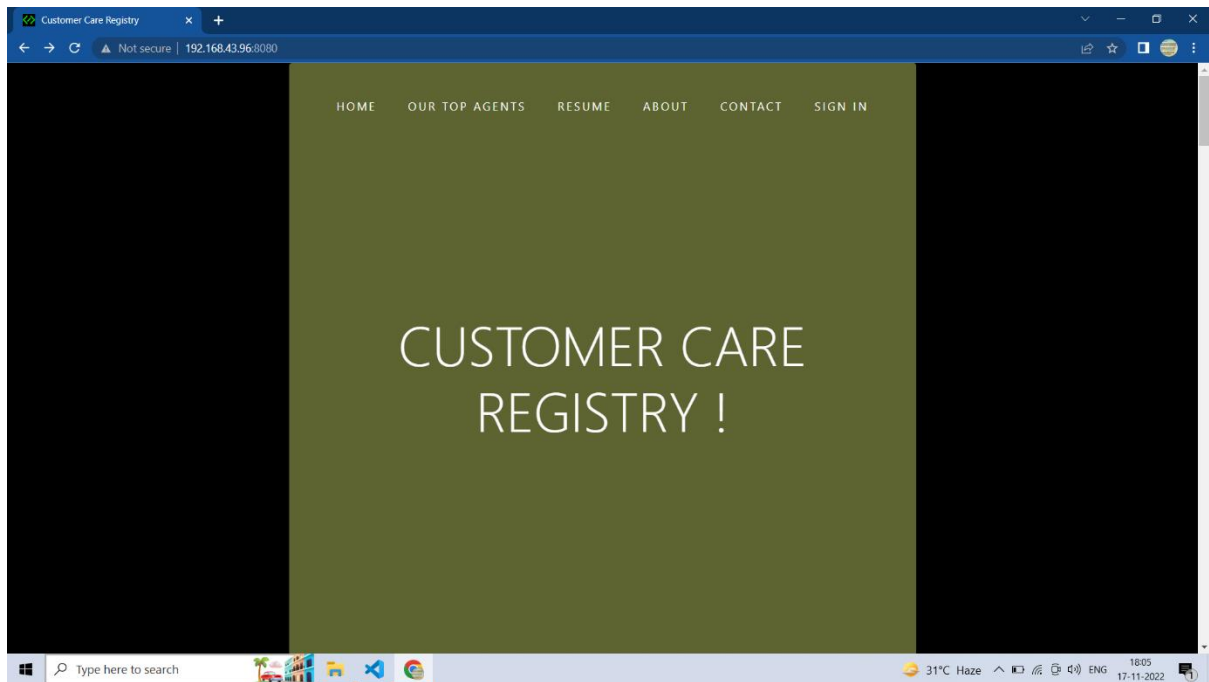 Customer Care Registry
Not secure | 192.168.43.96:8080
HOME OUR TOP AGENTS RESUME ABOUT CONTACT SIGN IN
CUSTOMER CARE
REGISTRY !
Type here to search
31°C Haze
ENG
18:05
17-11-2022
1